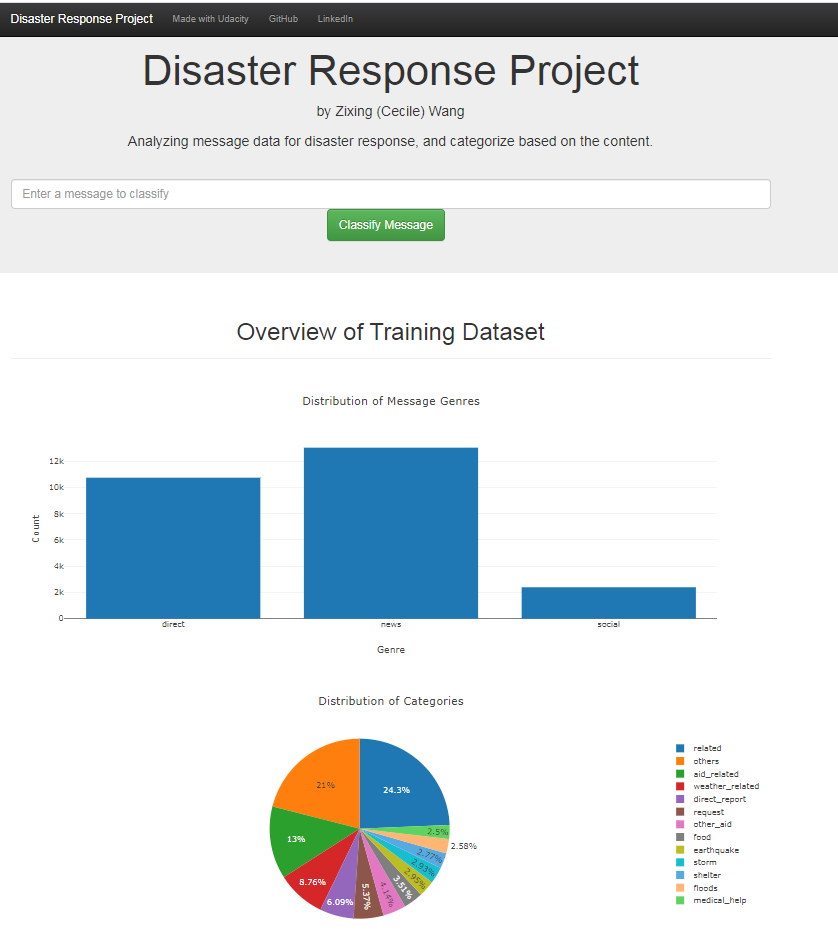 Disaster Response Project Made with Udacity GitHub LinkedIn
Disaster Response Project
by Zixing (Cecile) Wang
Analyzing message data for disaster response, and categorize based on the content.
Enter a message to classify
Classify Message
Overview of Training Dataset
Distribution of Message Genres
12k
10k
8k
6k
4k
2k
0
Count
direct news social
Genre
Distribution of Categories
24.3%
21%
13%
8.76%
6.09%
5.37%
4.14%
3.51%
2.95%
2.93%
2.77%
2.58%
2.5%
related
others
aid_related
weather_related
direct_report
request
other_aid
food
earthquake
storm
shelter
floods
medical_help